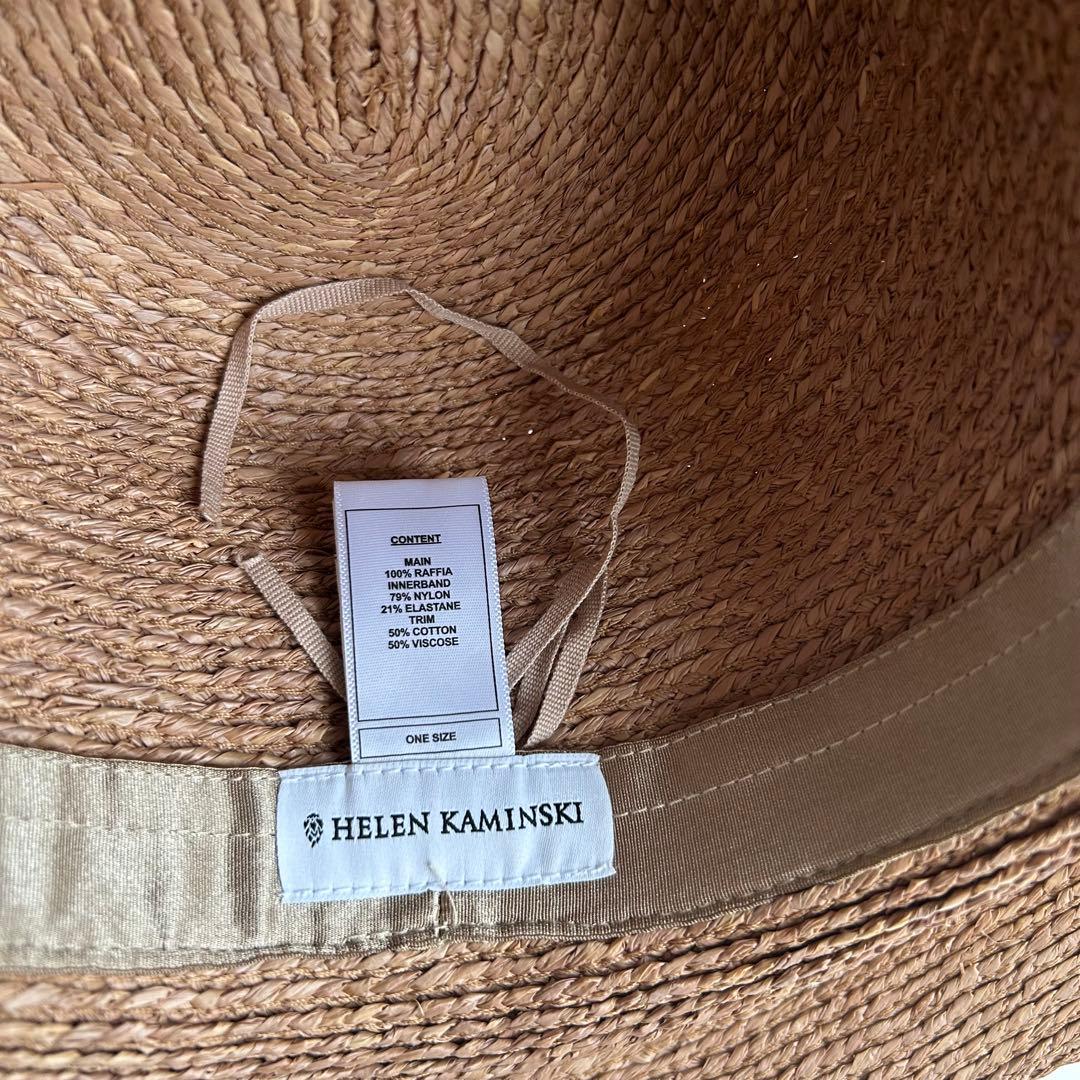 CONTENT
MAIN
100% RAFFIA
INNERBAND
79% NYLON
21% ELASTANE
TRIM
50% COTTON
50% VISCOSE
ONE SIZE
HELEN KAMINSKI